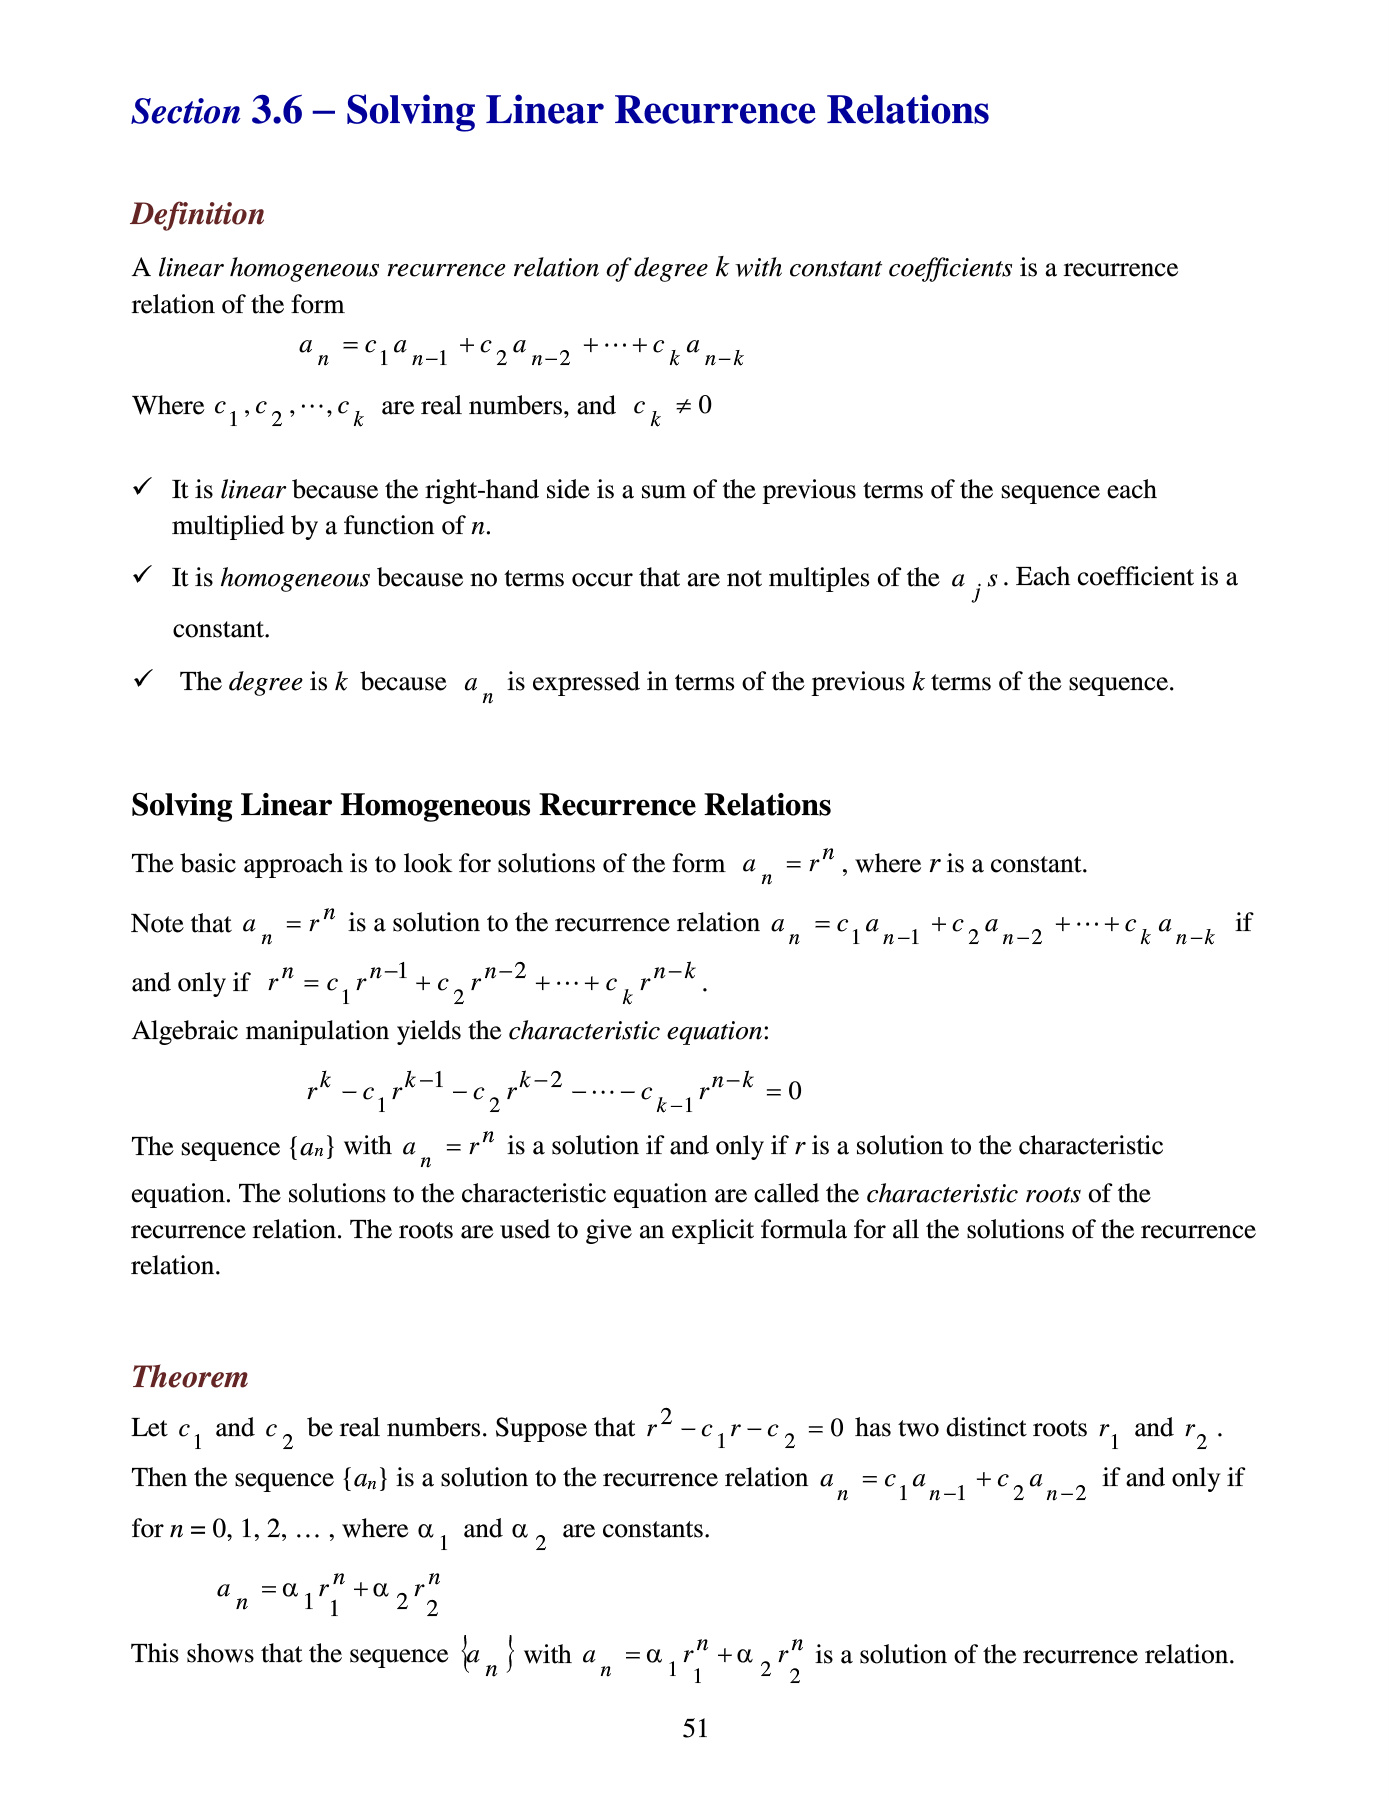 Section 3.6 – Solving Linear Recurrence Relations
Definition
A linear homogeneous recurrence relation of degree k with constant coefficients is a recurrence
relation of the form
a_n = c_1 a_{n−1} + c_2 a_{n−2} + ⋯ + c_k a_{n−k}
Where c_1, c_2, ⋯, c_k are real numbers, and c_k ≠ 0
✓ It is linear because the right-hand side is a sum of the previous terms of the sequence each
multiplied by a function of n.
✓ It is homogeneous because no terms occur that are not multiples of the a_j s. Each coefficient is a
constant.
✓ The degree is k because a_n is expressed in terms of the previous k terms of the sequence.
Solving Linear Homogeneous Recurrence Relations
The basic approach is to look for solutions of the form a_n = r^n, where r is a constant.
Note that a_n = r^n is a solution to the recurrence relation a_n = c_1 a_{n−1} + c_2 a_{n−2} + ⋯ + c_k a_{n−k} if
and only if r^n = c_1 r^{n−1} + c_2 r^{n−2} + ⋯ + c_k r^{n−k}.
Algebraic manipulation yields the characteristic equation:
r^k − c_1 r^{k−1} − c_2 r^{k−2} − ⋯ − c_{k−1} r^{n−k} = 0
The sequence {a_n} with a_n = r^n is a solution if and only if r is a solution to the characteristic
equation. The solutions to the characteristic equation are called the characteristic roots of the
recurrence relation. The roots are used to give an explicit formula for all the solutions of the recurrence
relation.
Theorem
Let c_1 and c_2 be real numbers. Suppose that r^2 − c_1 r − c_2 = 0 has two distinct roots r_1 and r_2.
Then the sequence {a_n} is a solution to the recurrence relation a_n = c_1 a_{n−1} + c_2 a_{n−2} if and only if
for n = 0, 1, 2, … , where α_1 and α_2 are constants.
a_n = α_1 r_1^n + α_2 r_2^n
This shows that the sequence {a_n} with a_n = α_1 r_1^n + α_2 r_2^n is a solution of the recurrence relation.
51